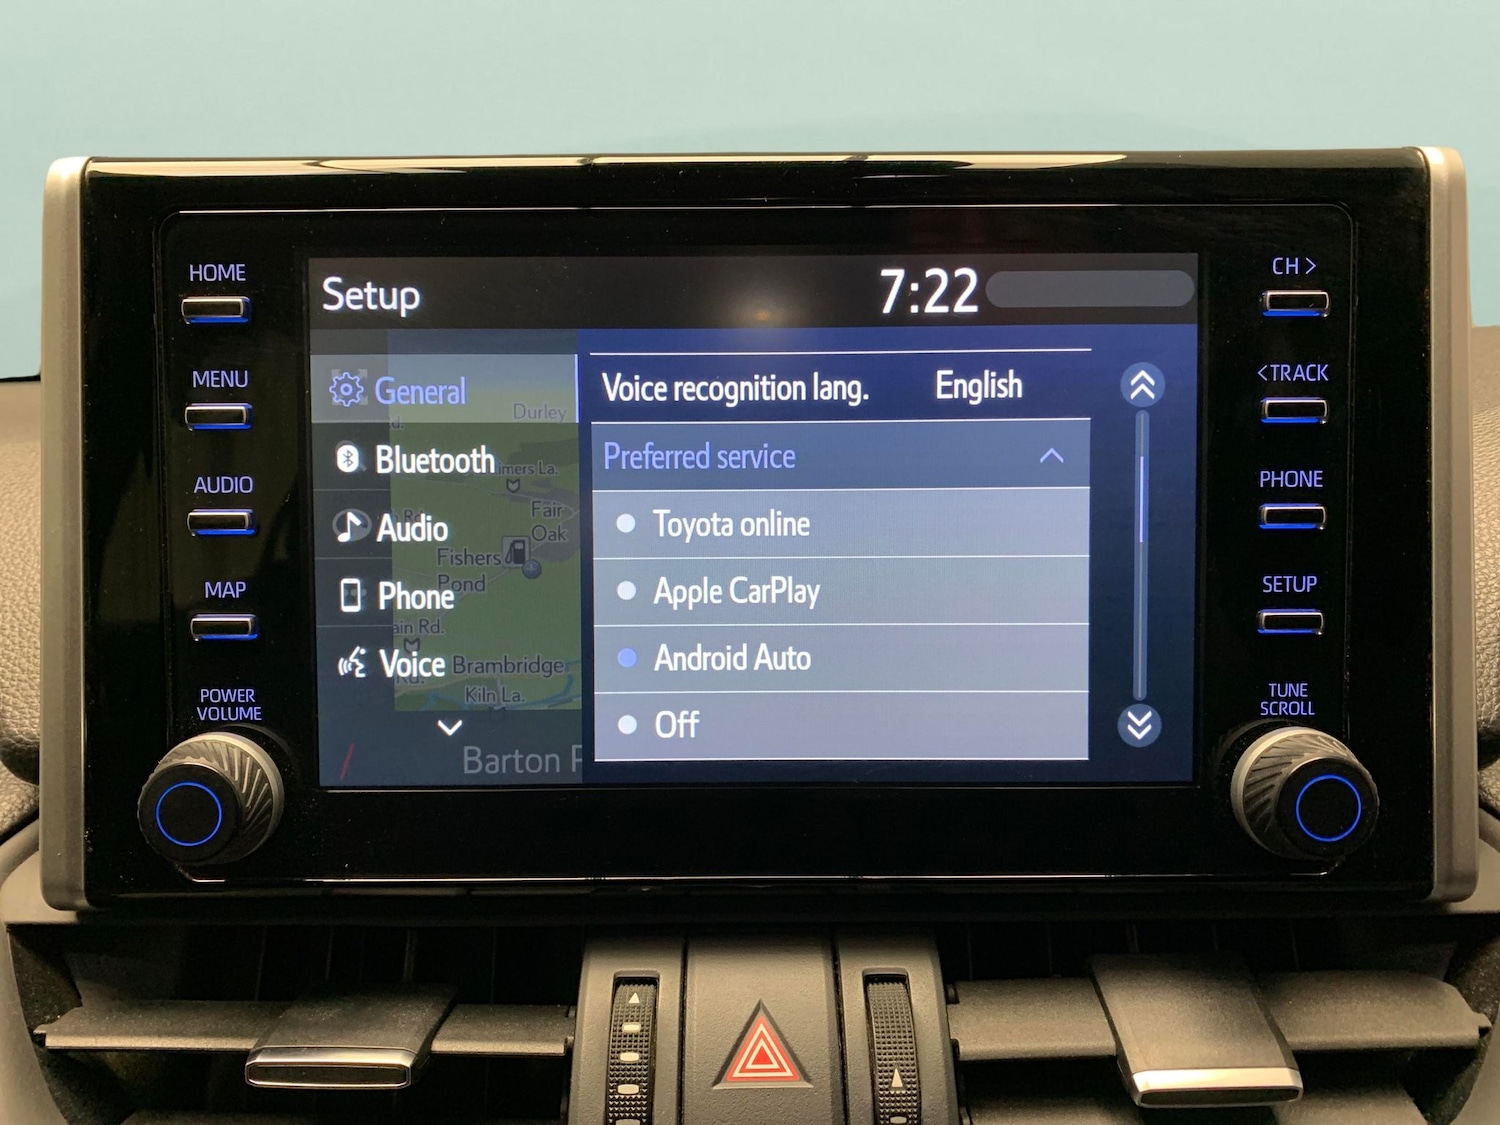 HOME
MENU
AUDIO
MAP
POWER
VOLUME
Setup
7:22
General
Bluetooth
Audio
Phone
Voice
Durley
Fair
Oak
Fishers
Pond
Brambridge
Kiln La.
Barton
Voice recognition lang. English
Preferred service
Toyota online
Apple CarPlay
Android Auto
Off
CH >
< TRACK
PHONE
SETUP
TUNE
SCROLL